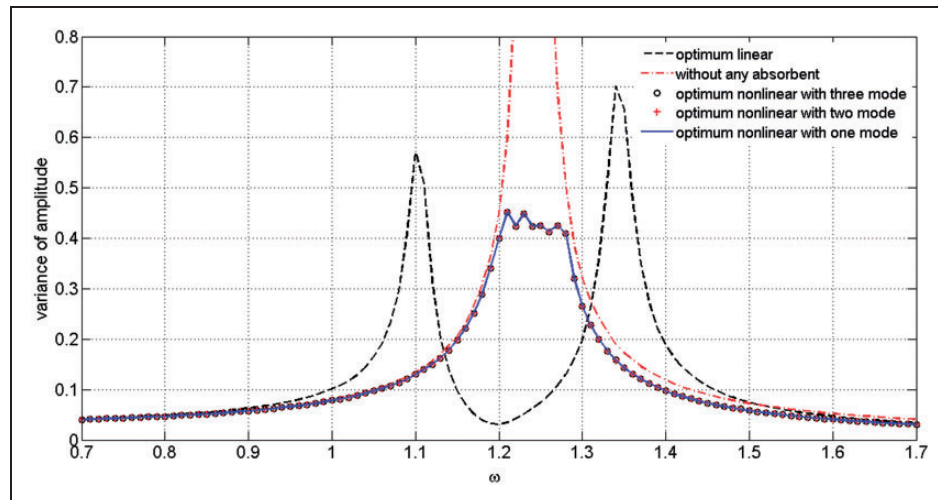 variance of amplitude
0.8
0.7
0.6
0.5
0.4
0.3
0.2
0.1
0
optimum linear
without any absorbent
optimum nonlinear with three mode
optimum nonlinear with two mode
optimum nonlinear with one mode
0.7 0.8 0.9 1 1.1 1.2 1.3 1.4 1.5 1.6 1.7
ω